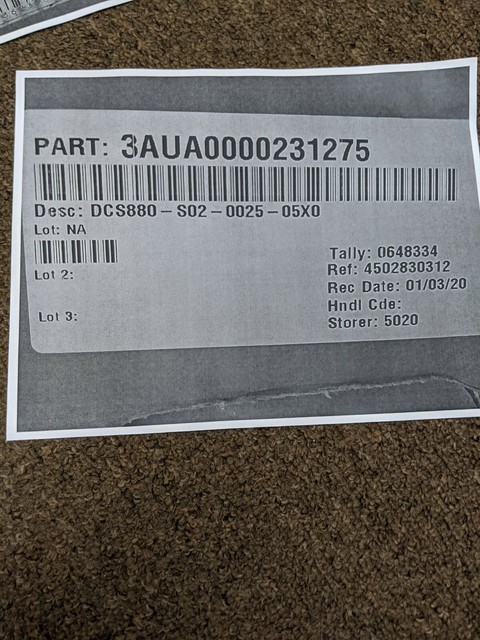 PART: 3AUA0000231275
Desc: DCS880-S02-0025-05X0
Lot: NA
Lot 2:
Lot 3:
Tally: 0648334
Ref: 4502830312
Rec Date: 01/03/20
Hndl Cde:
Storer: 5020